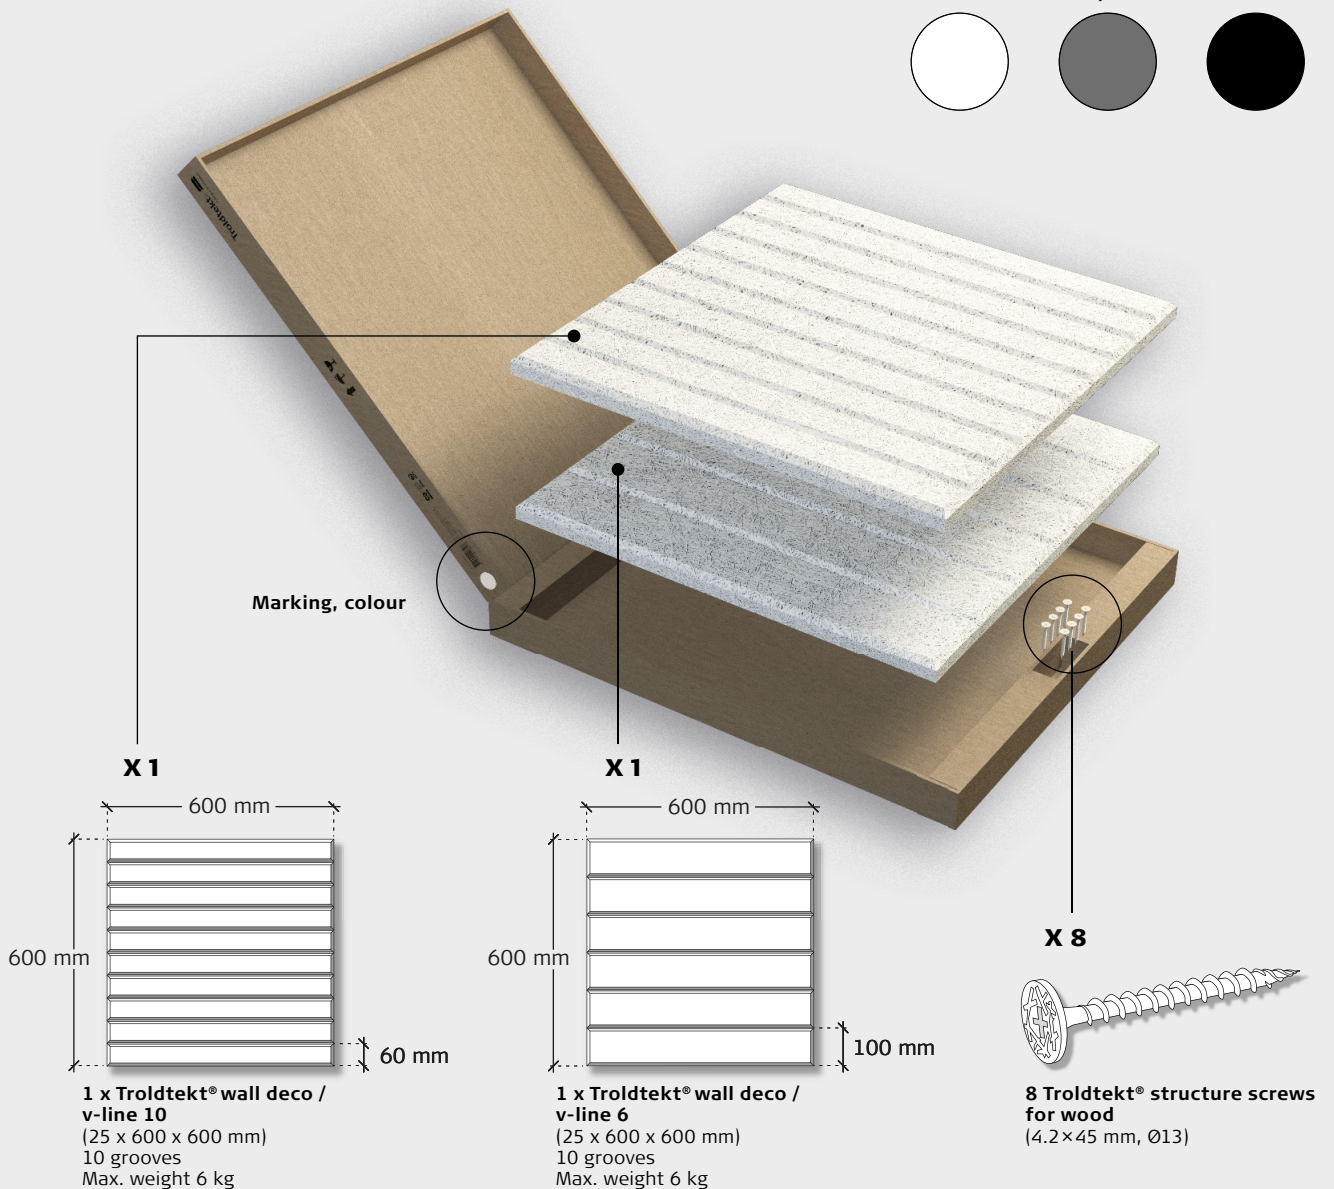 Troldtekt
Marking, colour
X 1
X 1
600 mm
600 mm
600 mm
600 mm
X 8
60 mm
100 mm
1 x Troldtekt® wall deco /
v-line 10
(25 x 600 x 600 mm)
10 grooves
Max. weight 6 kg
1 x Troldtekt® wall deco /
v-line 6
(25 x 600 x 600 mm)
10 grooves
Max. weight 6 kg
8 Troldtekt® structure screws
for wood
(4.2×45 mm, Ø13)